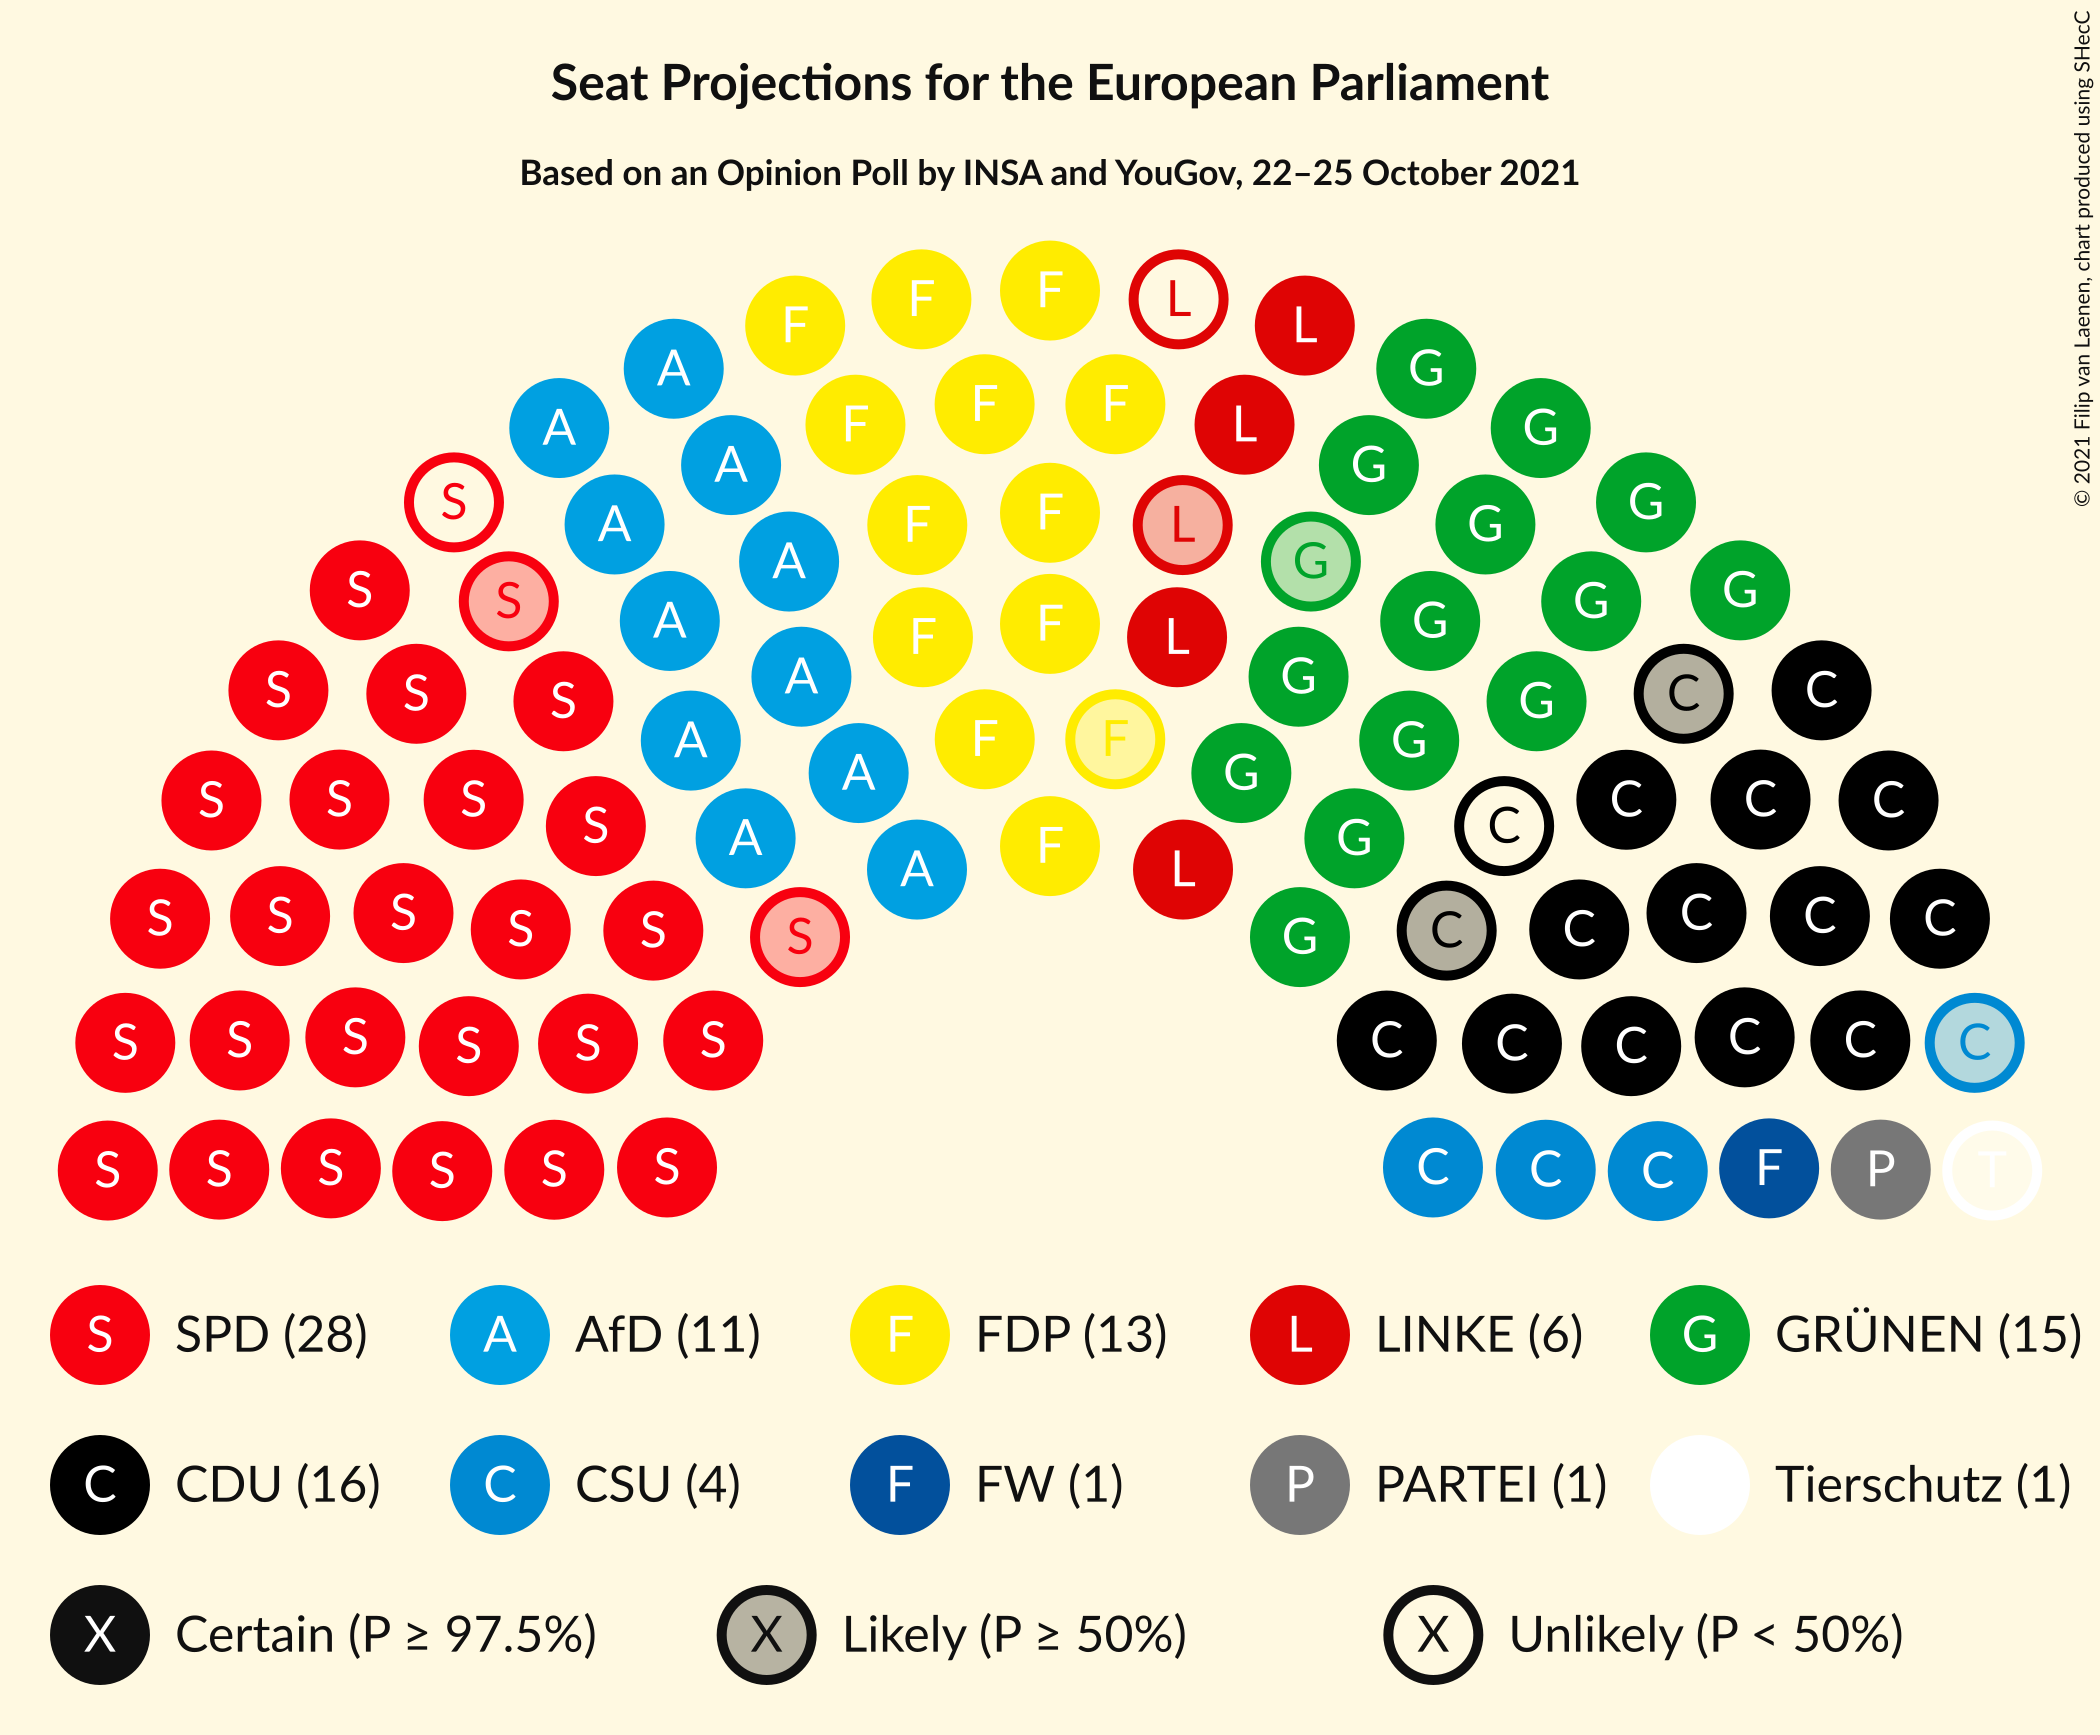 Seat Projections for the European Parliament
Based on an Opinion Poll by INSA and YouGov, 22–25 October 2021
© 2021 Filip van Laenen, chart produced using SHecC
F F F L L
A F G
A F F L G
A G G
S A F F L G G
S S A A G G G
S A F F L G G
S S S A G G C C
A F F G G
S S S S A A G G C C C C
A F L
S S S S S S G C C C C C
S S S S S S C C C C C C
S S S S S S C C C F P T
S SPD (28) A AfD (11) F FDP (13) L LINKE (6) G GRÜNEN (15)
C CDU (16) C CSU (4) F FW (1) P PARTEI (1) Tierschutz (1)
X Certain (P ≥ 97.5%) X Likely (P ≥ 50%) X Unlikely (P < 50%)